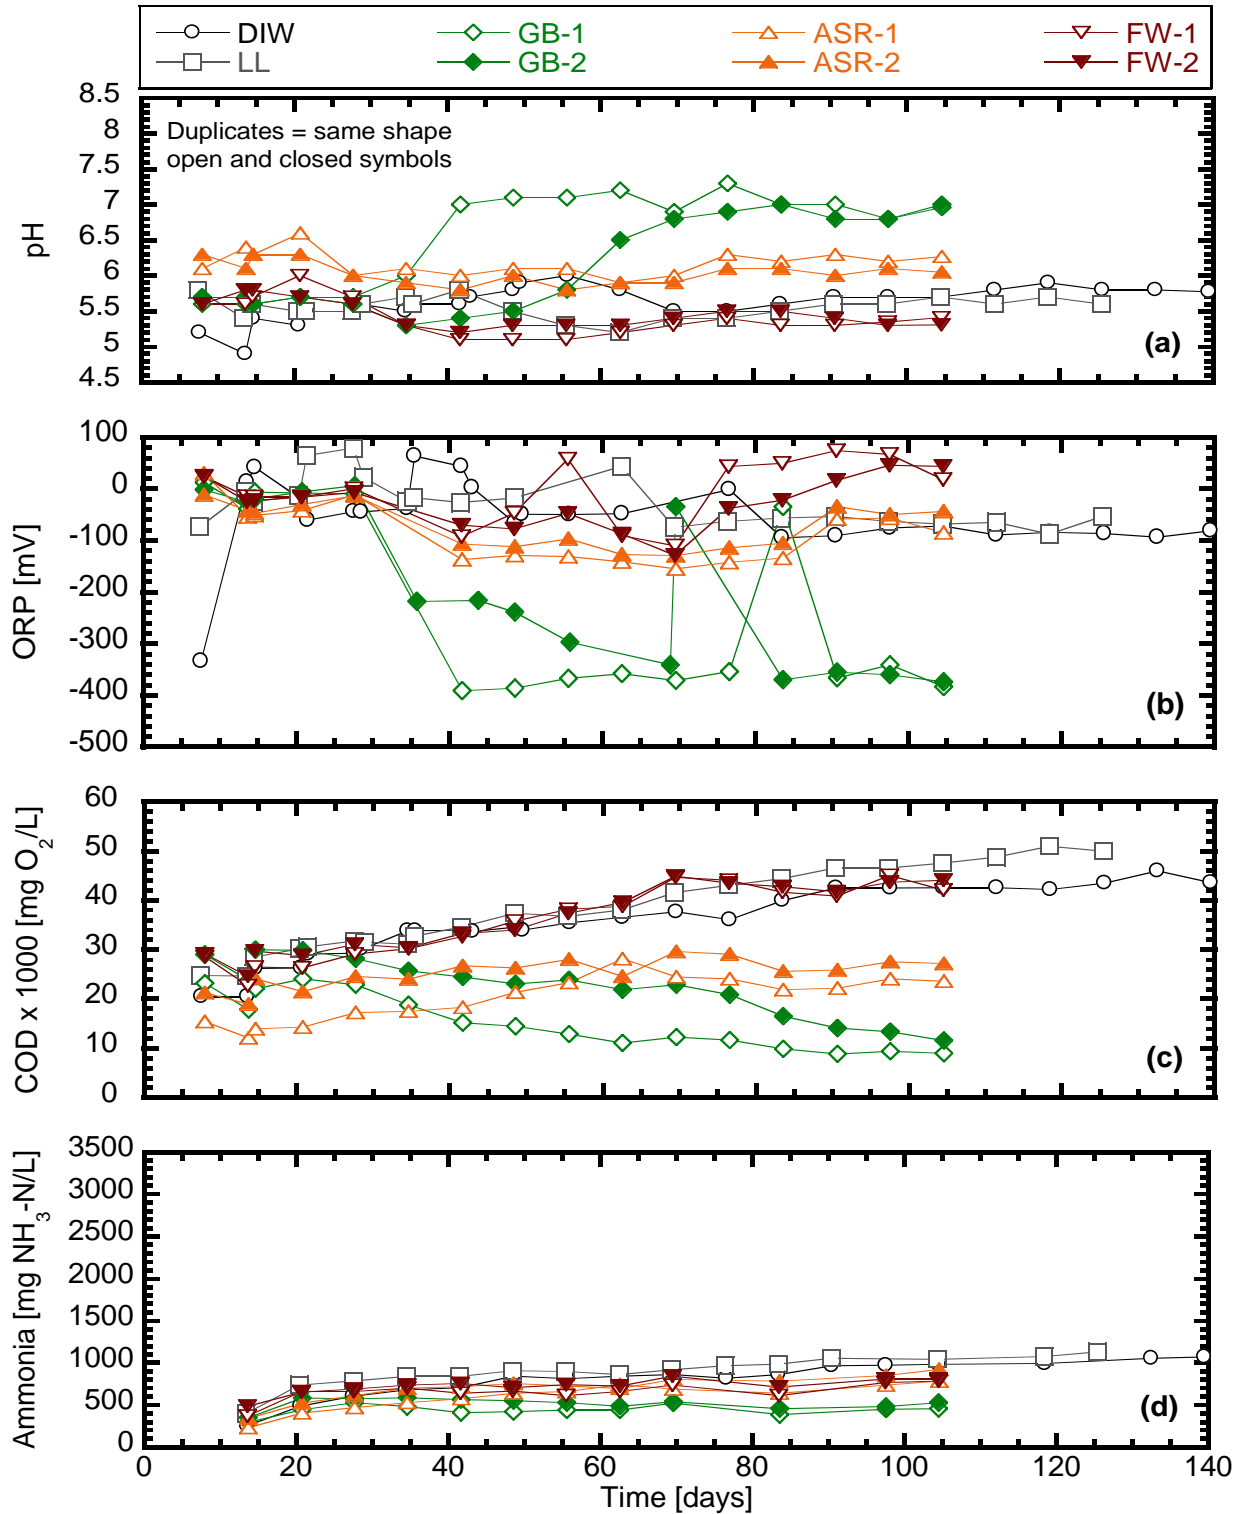 DIW GB-1 ASR-1 FW-1
LL GB-2 ASR-2 FW-2
Duplicates = same shape
open and closed symbols
pH
8.5
8
7.5
7
6.5
6
5.5
5
4.5
(a)
ORP [mV]
100
0
-100
-200
-300
-400
-500
(b)
COD x 1000 [mg O2/L]
60
50
40
30
20
10
0
(c)
Ammonia [mg NH3-N/L]
3500
3000
2500
2000
1500
1000
500
0
(d)
0 20 40 60 80 100 120 140
Time [days]